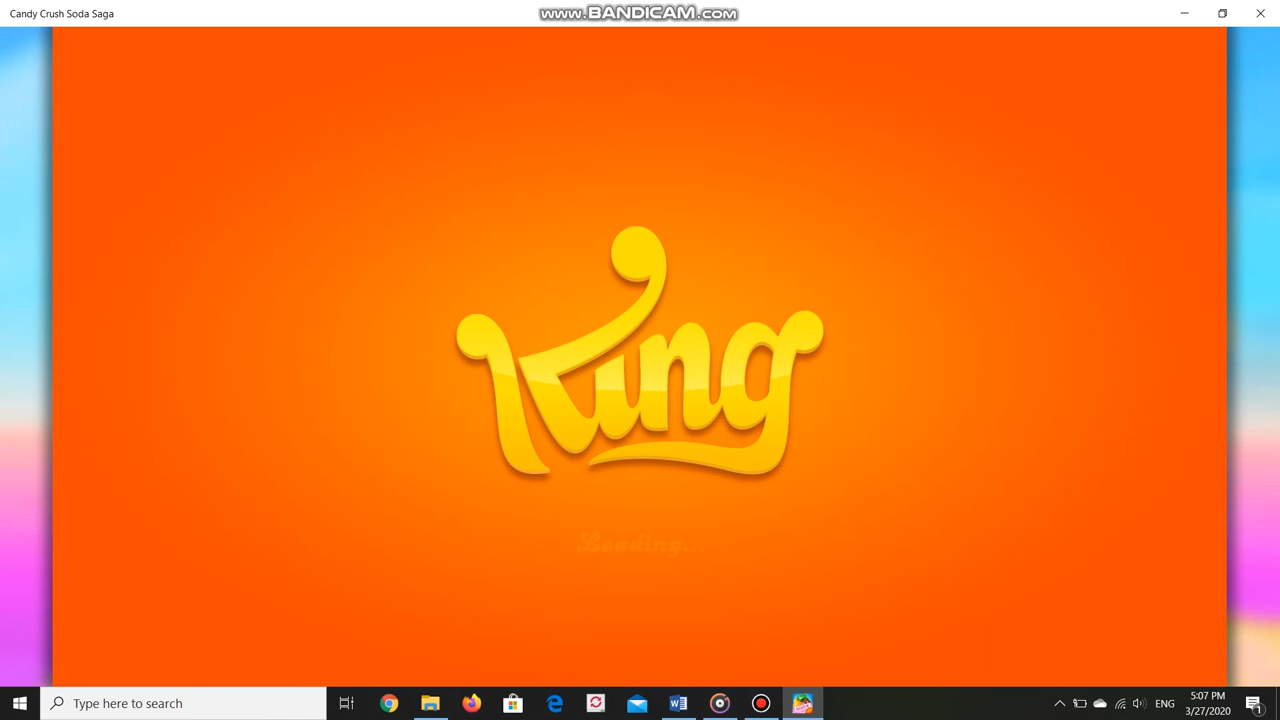 Candy Crush Soda Saga
www.BANDICAM.com
King
Loading...
Type here to search
ENG
5:07 PM
3/27/2020
1